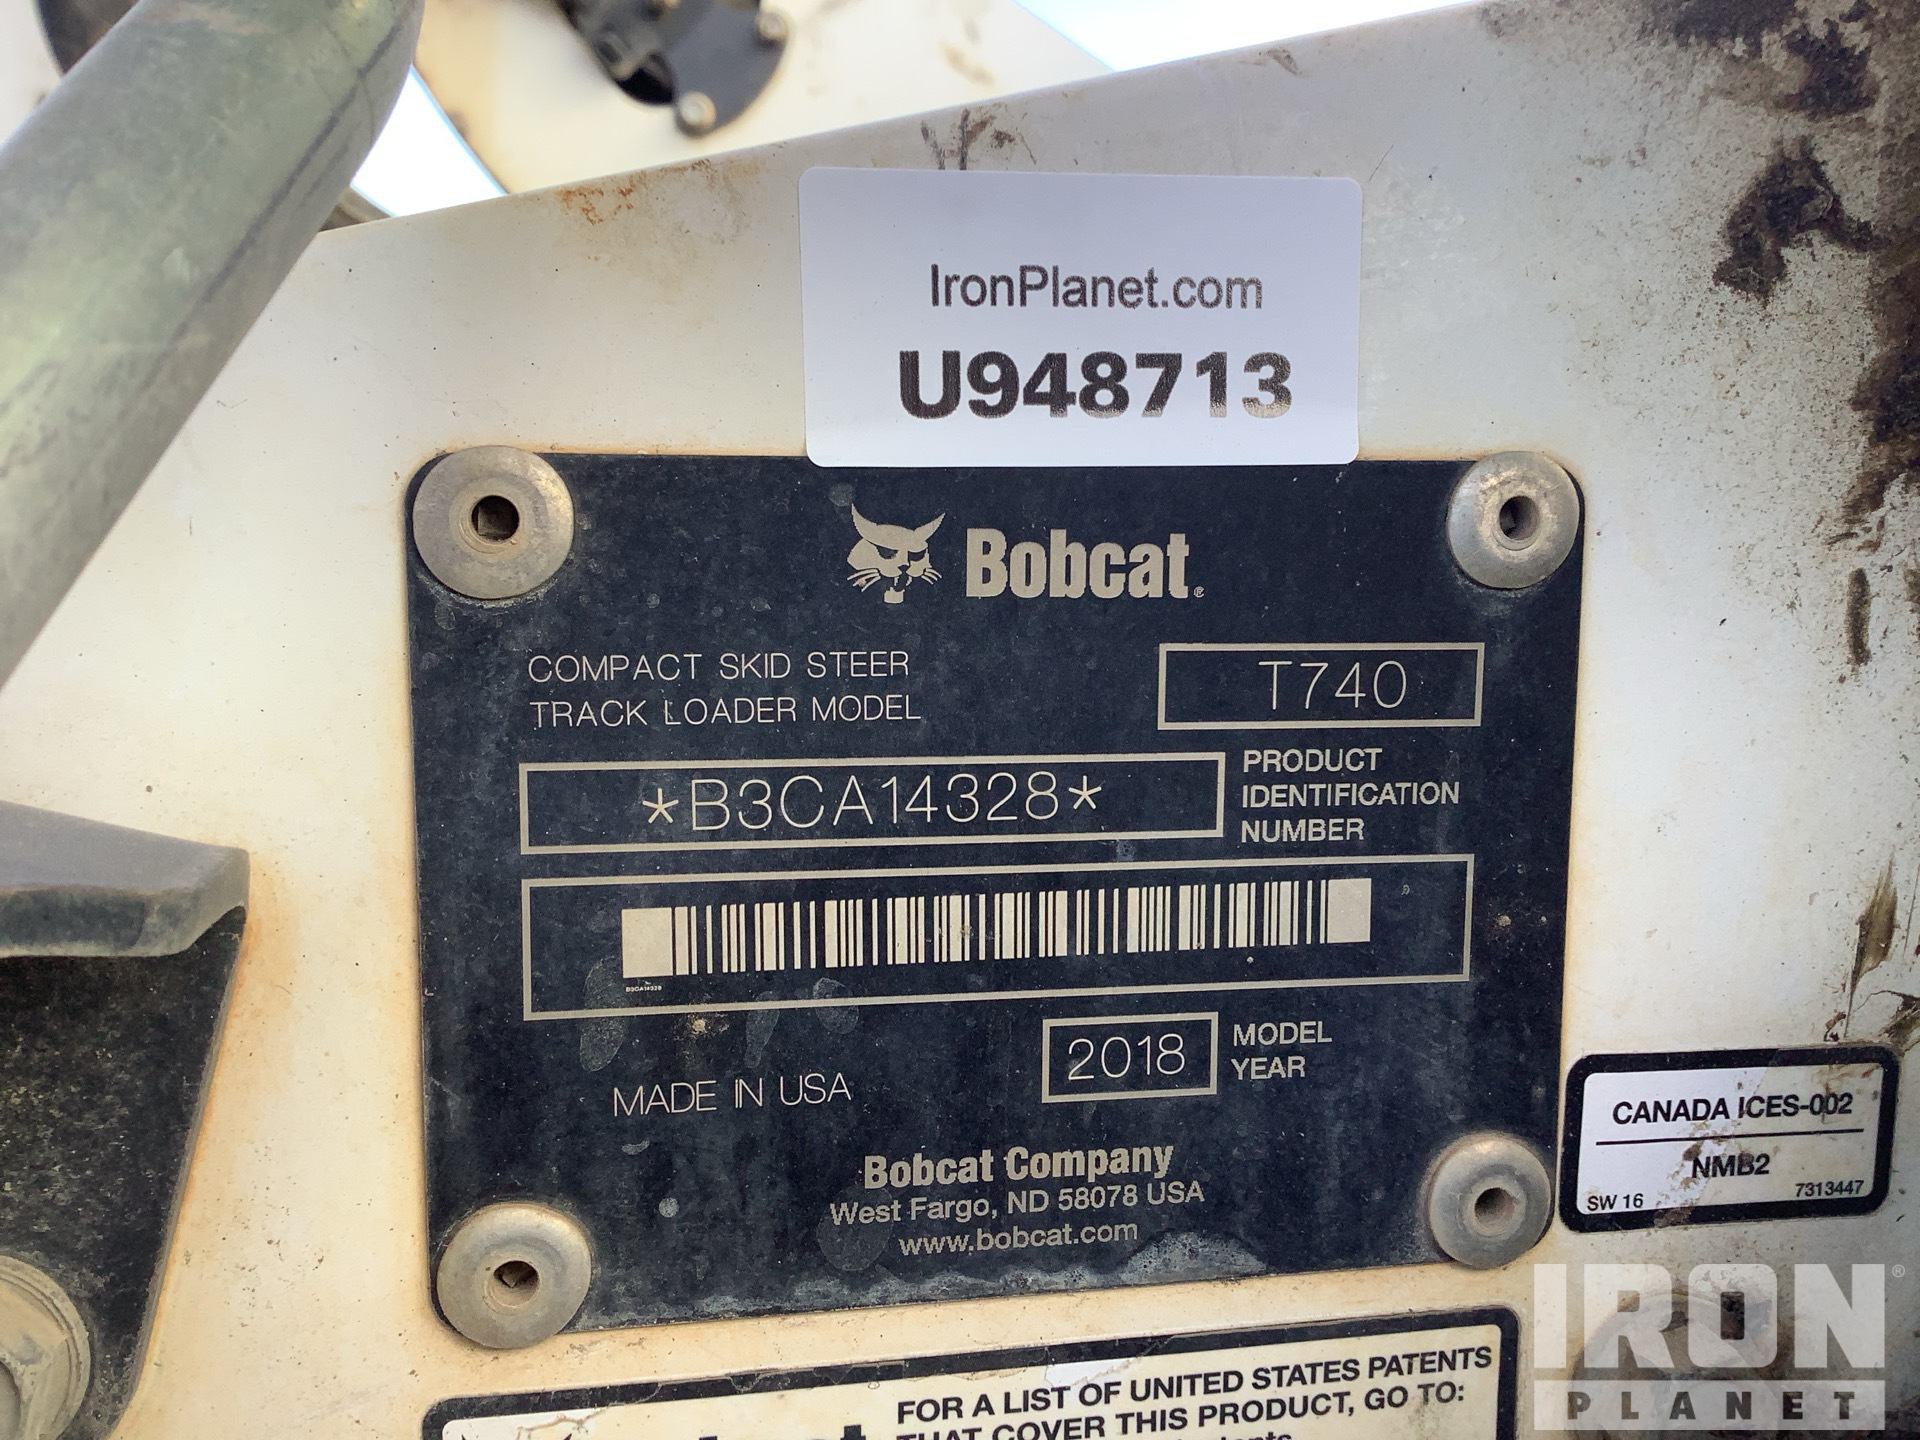 IronPlanet.com
U948713
Bobcat®
COMPACT SKID STEER
TRACK LOADER MODEL
T740
*B3CA14328*
PRODUCT
IDENTIFICATION
NUMBER
B3CA14328
2018
MODEL
YEAR
MADE IN USA
Bobcat Company
West Fargo, ND 58078 USA
www.bobcat.com
CANADA ICES-002
NMB2
SW 16
7313447
FOR A LIST OF UNITED STATES PATENTS
THAT COVER THIS PRODUCT, GO TO:
IRON®
PLANET